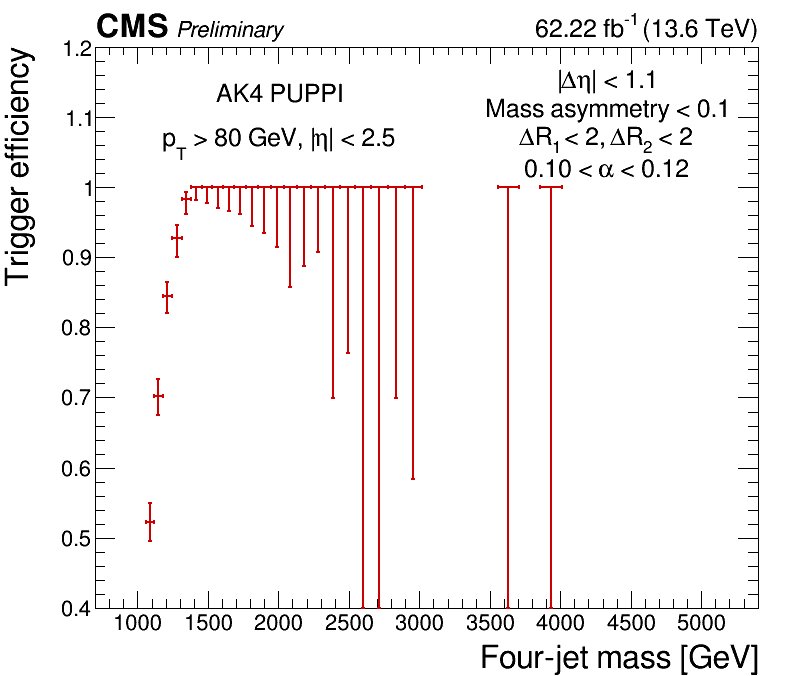 CMS Preliminary 62.22 fb⁻¹ (13.6 TeV)
AK4 PUPPI
p_T > 80 GeV, |η| < 2.5
|Δη| < 1.1
Mass asymmetry < 0.1
ΔR₁ < 2, ΔR₂ < 2
0.10 < α < 0.12
Trigger efficiency
1.2
1.1
1
0.9
0.8
0.7
0.6
0.5
0.4
1000 1500 2000 2500 3000 3500 4000 4500 5000
Four-jet mass [GeV]